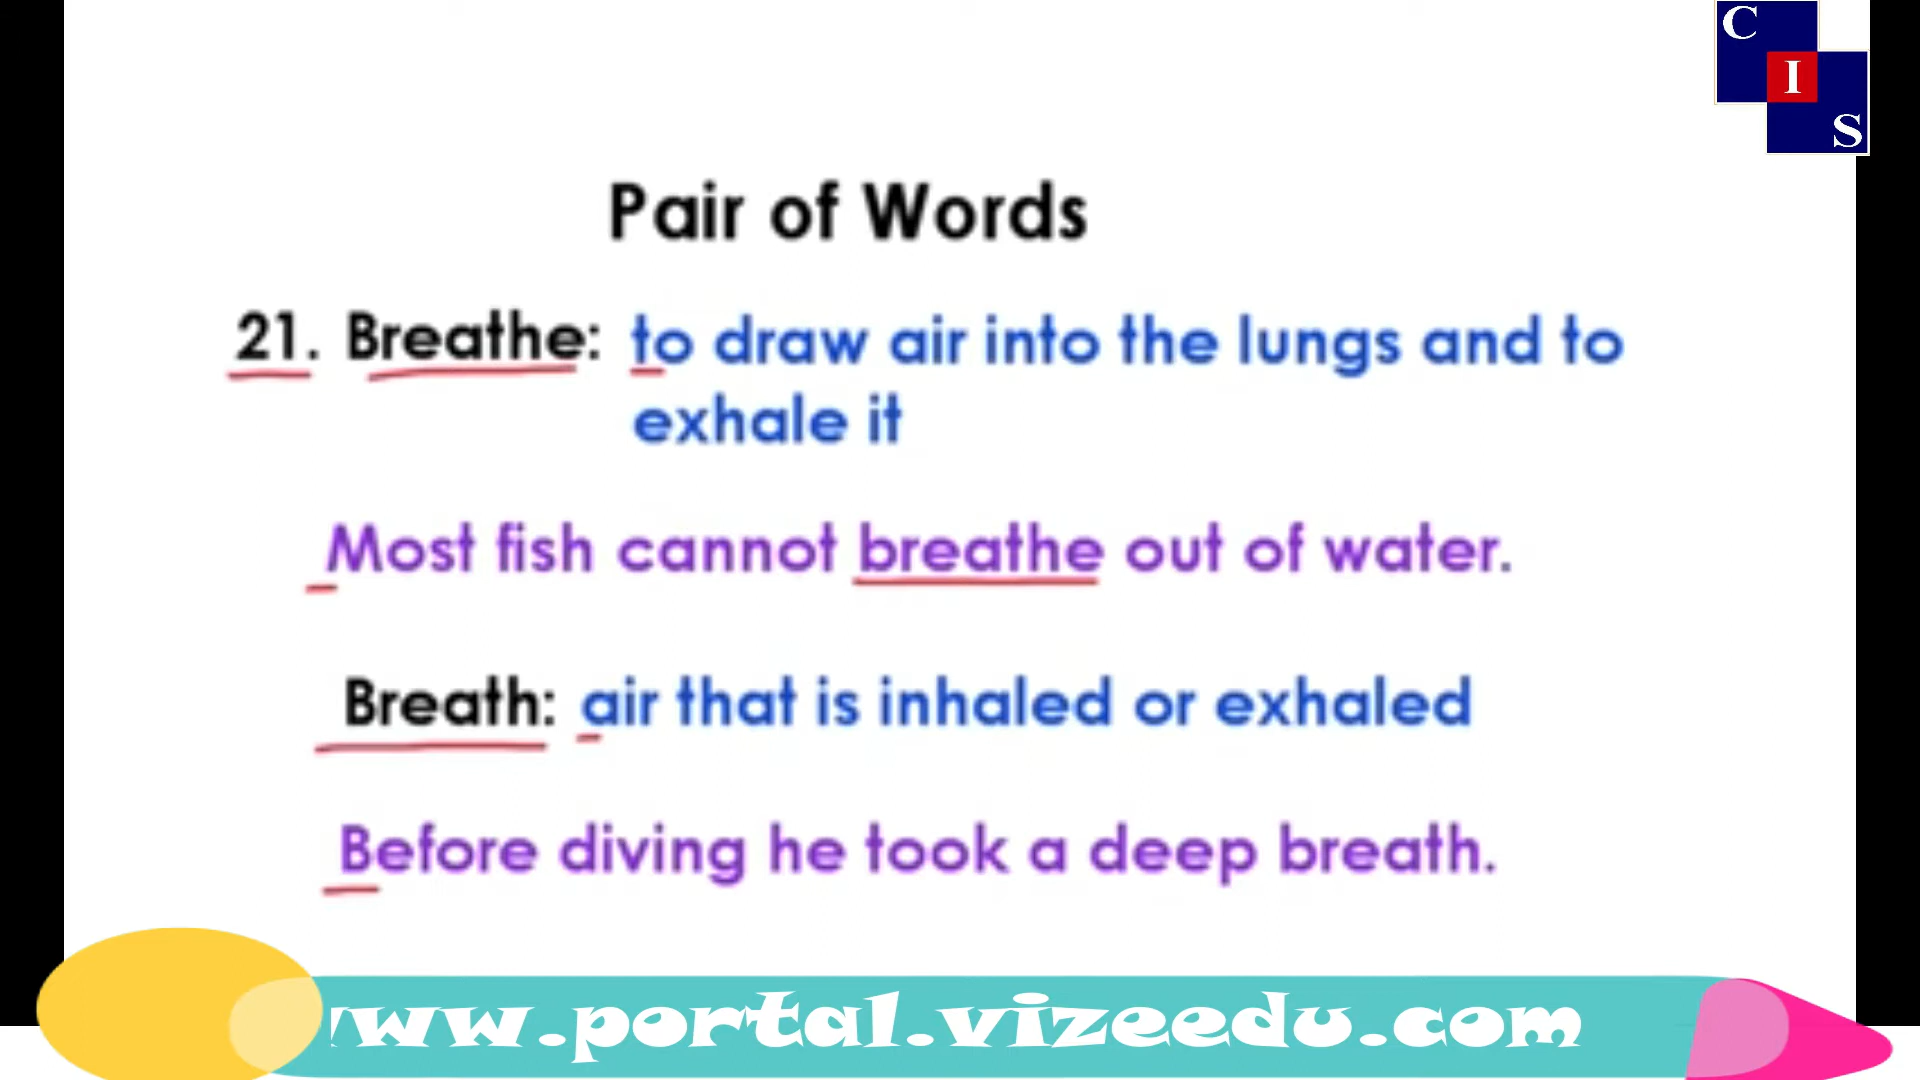 C
I
S
Pair of Words
21. Breathe: to draw air into the lungs and to
exhale it
Most fish cannot breathe out of water.
Breath: air that is inhaled or exhaled
Before diving he took a deep breath.
www.portal.vizeedu.com